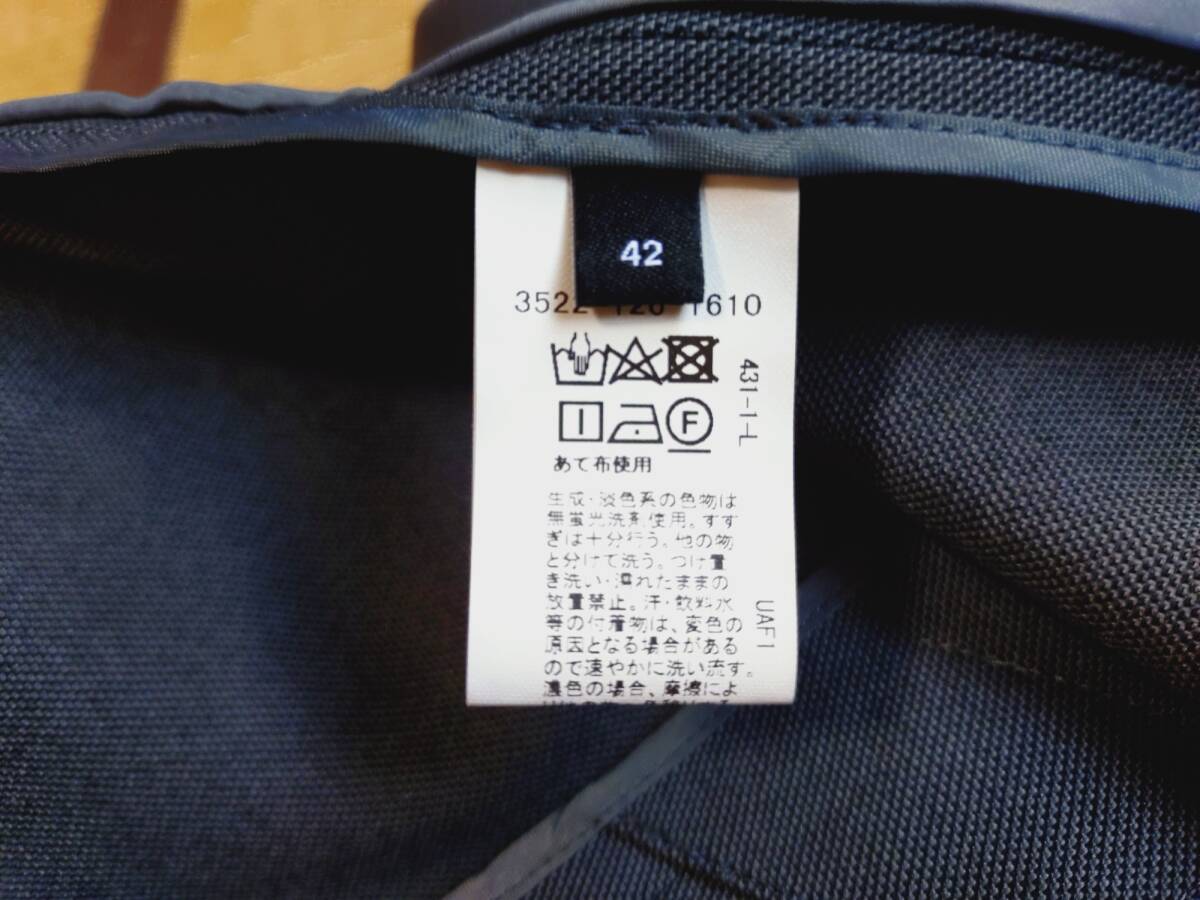 42
3522 1610
431-1-L
F
あて布使用
生成・淡色系の色物は
無蛍光洗剤使用。すす
ぎは十分行う。他の物
と分けて洗う。つけ置
き洗い・濡れたままの
放置禁止。汗・飲料水
等の付着物は、変色の
原因となる場合がある
ので速やかに洗い流す。
濃色の場合、摩擦によ
UAF1